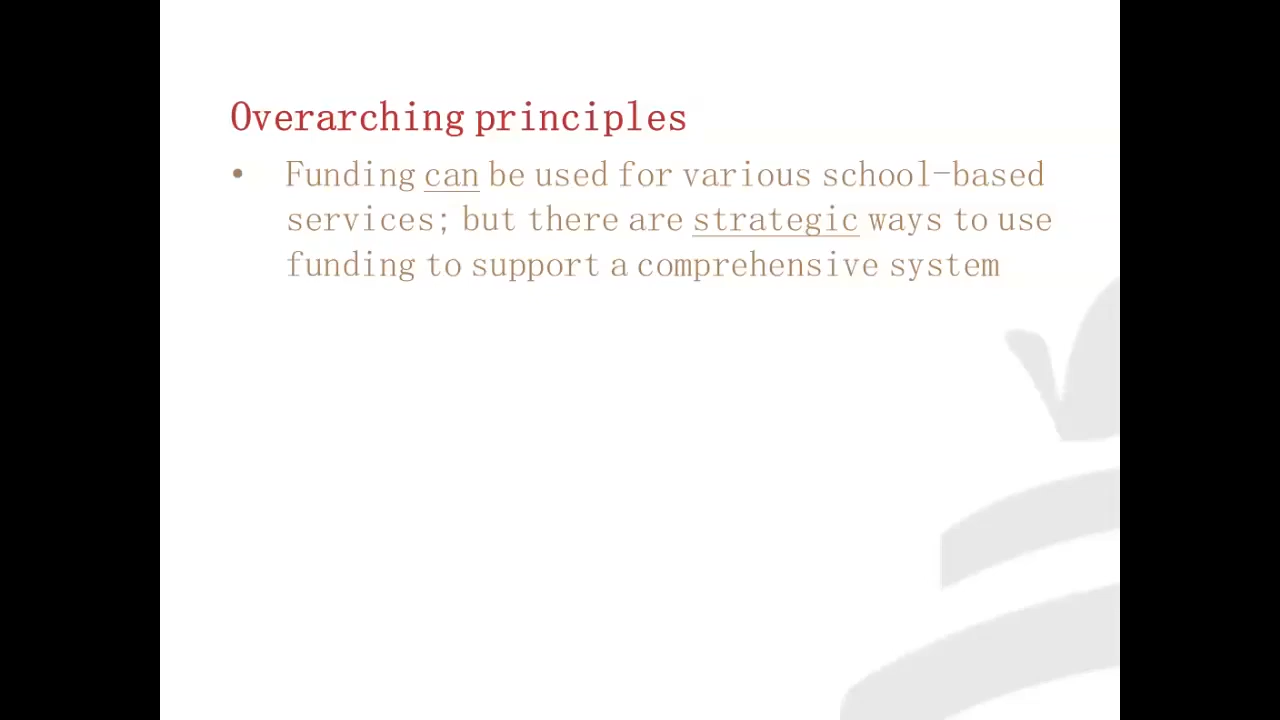 Overarching principles
• Funding can be used for various school-based
services; but there are strategic ways to use
funding to support a comprehensive system